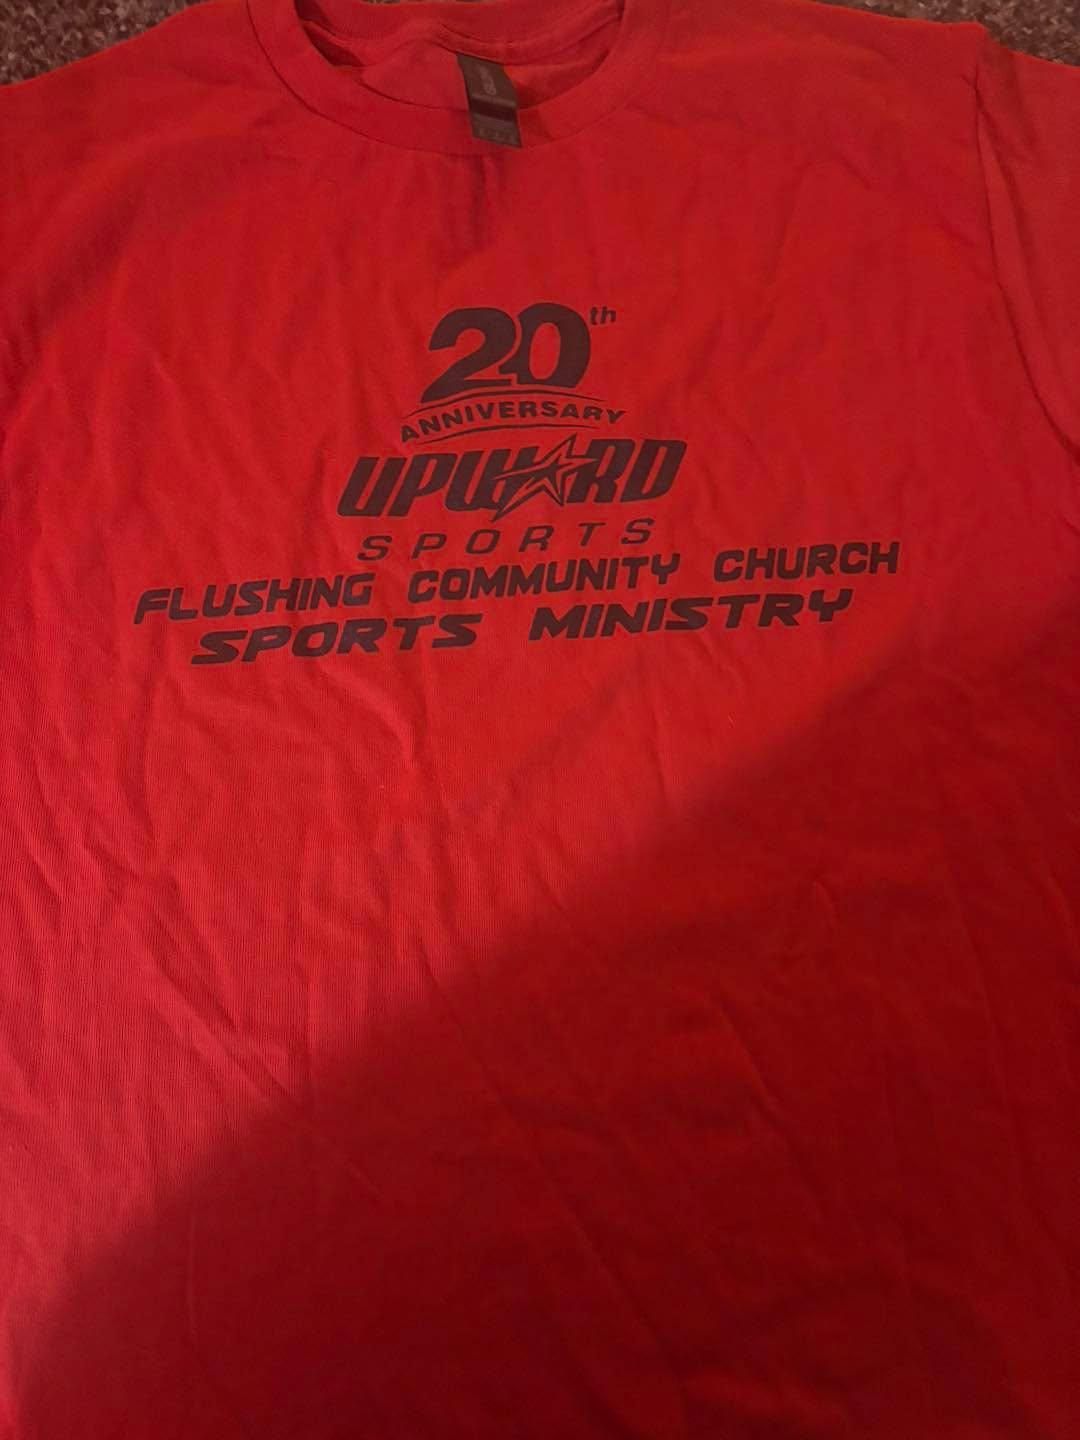 20th
ANNIVERSARY
UPWARD
SPORTS
FLUSHING COMMUNITY CHURCH
SPORTS MINISTRY